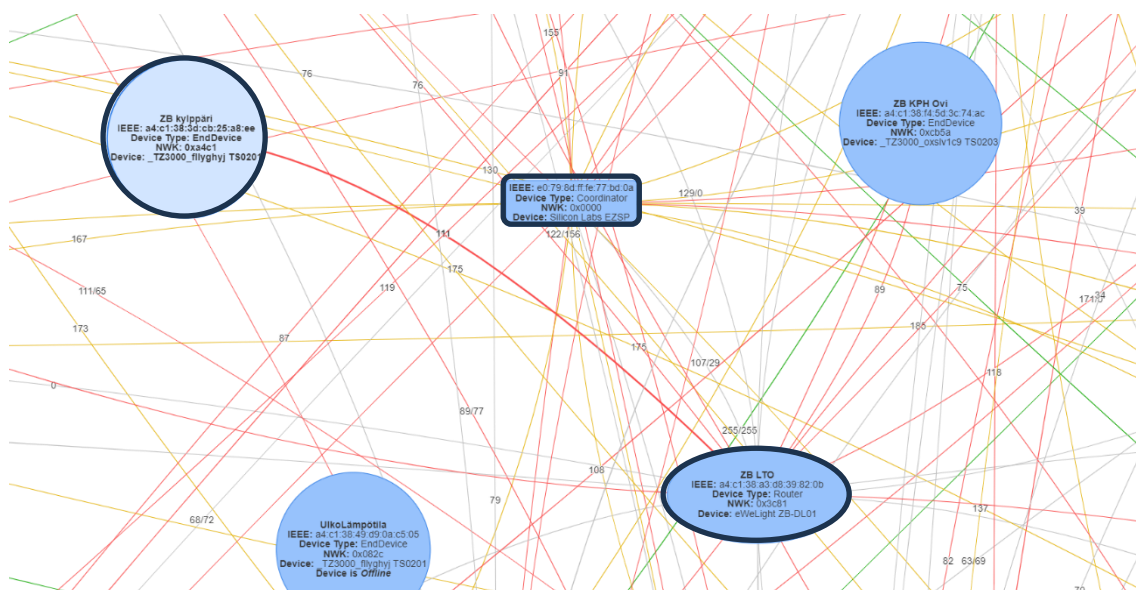 155
76
91
76
ZB kylppäri
IEEE: a4:c1:38:3d:cb:25:a8:ee
Device Type: EndDevice
NWK: 0xa4c1
Device: _TZ3000_fllyghyj TS0201
ZB KPH Ovi
IEEE: a4:c1:38:f4:5d:3c:74:ac
Device Type: EndDevice
NWK: 0xcb5a
Device: _TZ3000_oxslv1c9 TS0203
130
IEEE: e0:79:8d:ff:fe:77:bd:0a
Device Type: Coordinator
NWK: 0x0000
Device: Silicon Labs EZSP
129/0
39
167
111
122/156
175
111/65
119
89
75
34
173
87
175
185
107/29
118
0
89/77
255/255
108
79
ZB LTO
IEEE: a4:c1:38:a3:d8:39:82:0b
Device Type: Router
NWK: 0x3c81
Device: eWeLight ZB-DL01
137
68/72
UlkoLämpötila
IEEE: a4:c1:38:49:d9:0a:c5:05
Device Type: EndDevice
NWK: 0x082c
Device: _TZ3000_fllyghyj TS0201
Device is Offline
82
63/69